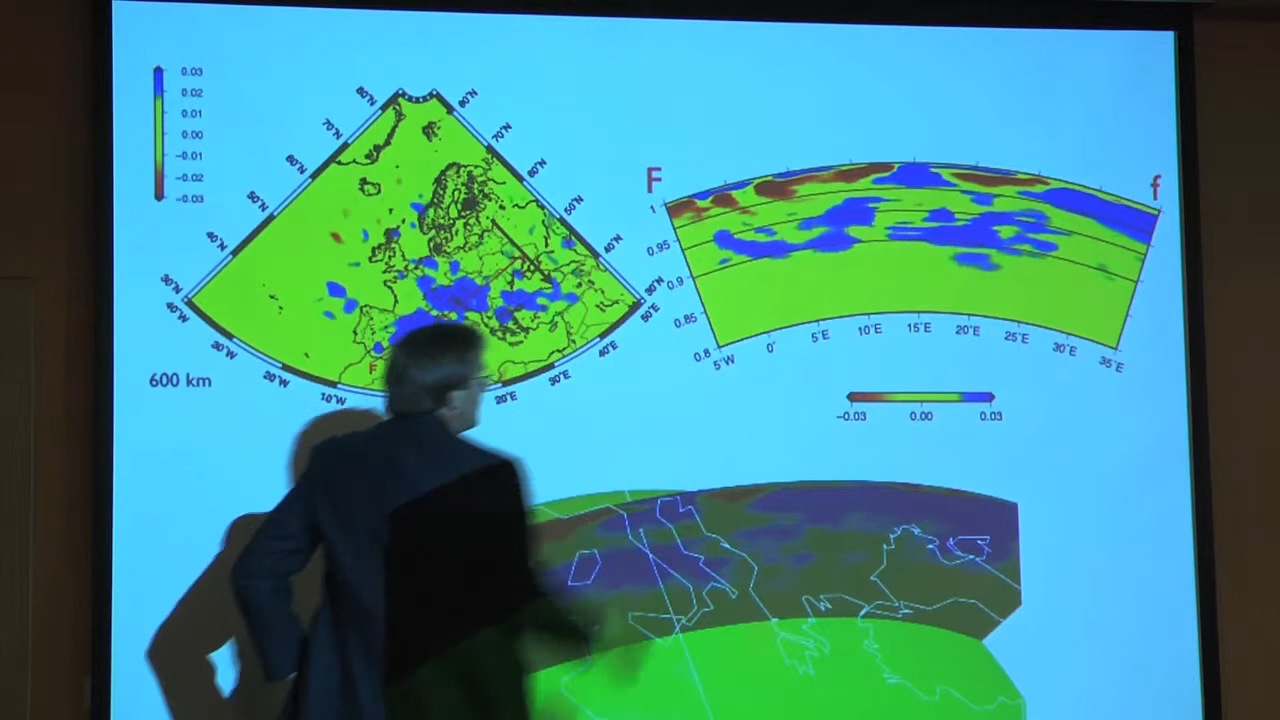 0.03
0.02
0.01
0.00
−0.01
−0.02
−0.03
80°N
70°N
60°N
50°N
40°N
30°N
40°W
30°W
20°W
10°W
20°E
30°E
40°E
50°E
30°N
40°N
50°N
60°N
70°N
80°N
F
600 km
F
f
1
0.95
0.9
0.85
0.8
5°W
0°
5°E
10°E
15°E
20°E
25°E
30°E
35°E
−0.03
0.00
0.03